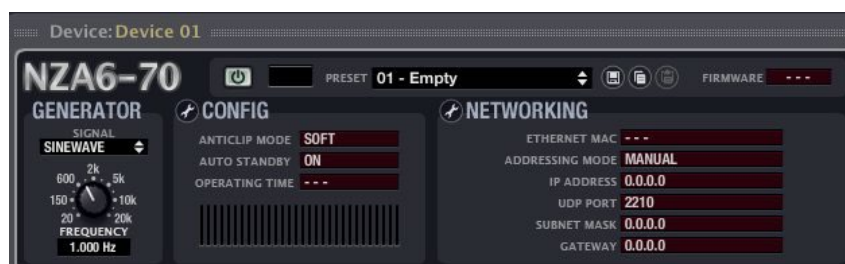 Device: Device 01
NZA6-70 PRESET 01 - Empty FIRMWARE ---
GENERATOR CONFIG NETWORKING
SIGNAL
SINEWAVE
ANTICLIP MODE SOFT
AUTO STANDBY ON
OPERATING TIME ---
600 2k 5k
150 10k
20 20k
FREQUENCY
1.000 Hz
ETHERNET MAC ---
ADDRESSING MODE MANUAL
IP ADDRESS 0.0.0.0
UDP PORT 2210
SUBNET MASK 0.0.0.0
GATEWAY 0.0.0.0